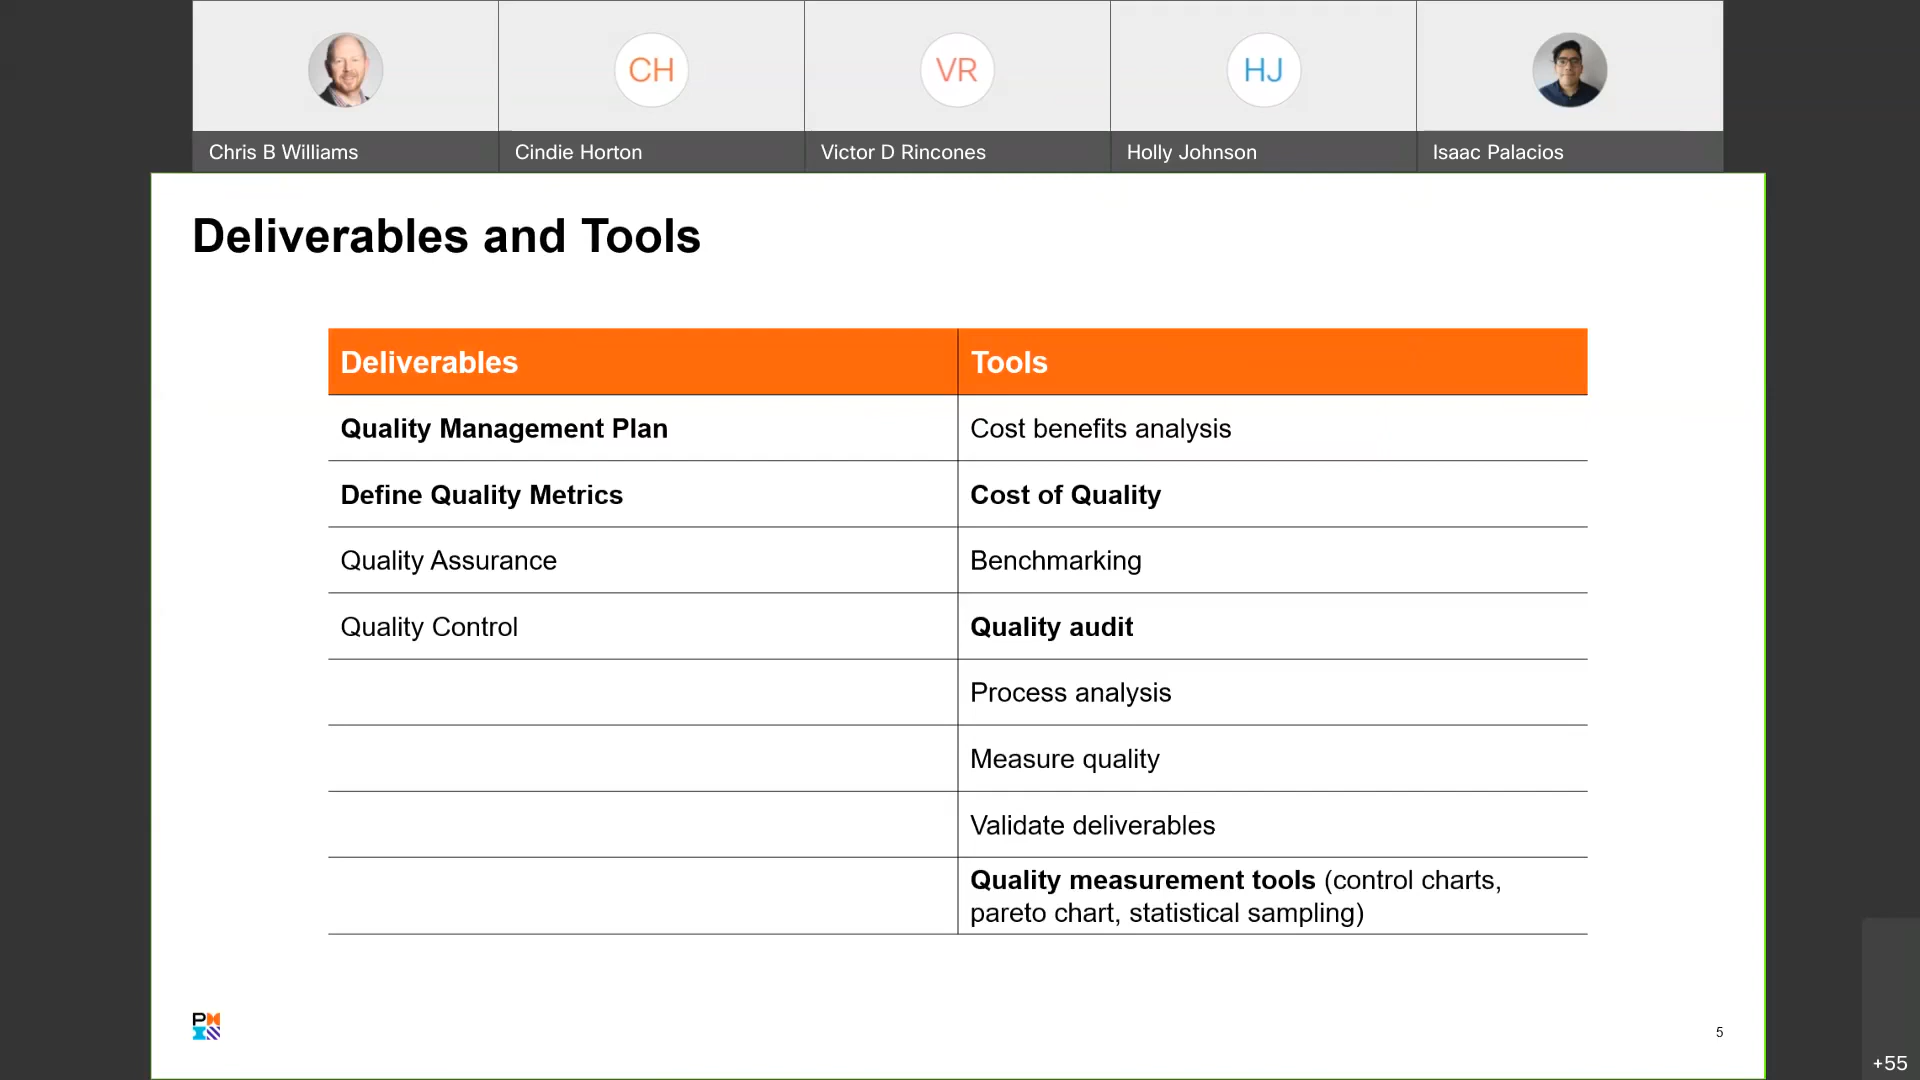 CH
VR
HJ
Chris B Williams
Cindie Horton
Victor D Rincones
Holly Johnson
Isaac Palacios
Deliverables and Tools
Deliverables
Tools
Quality Management Plan
Cost benefits analysis
Define Quality Metrics
Cost of Quality
Quality Assurance
Benchmarking
Quality Control
Quality audit
Process analysis
Measure quality
Validate deliverables
Quality measurement tools (control charts,
pareto chart, statistical sampling)
P
5
+55